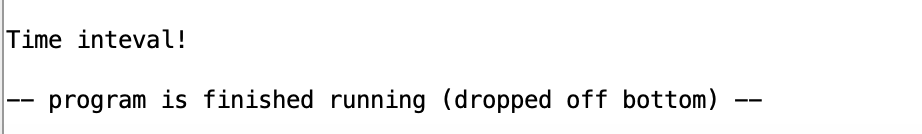 Time inteval!
-- program is finished running (dropped off bottom) --